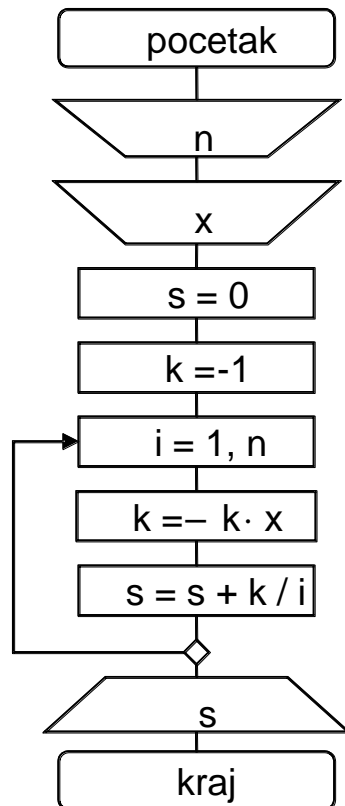 pocetak
n
x
s = 0
k =-1
i = 1, n
k =– k· x
s = s + k / i
s
kraj